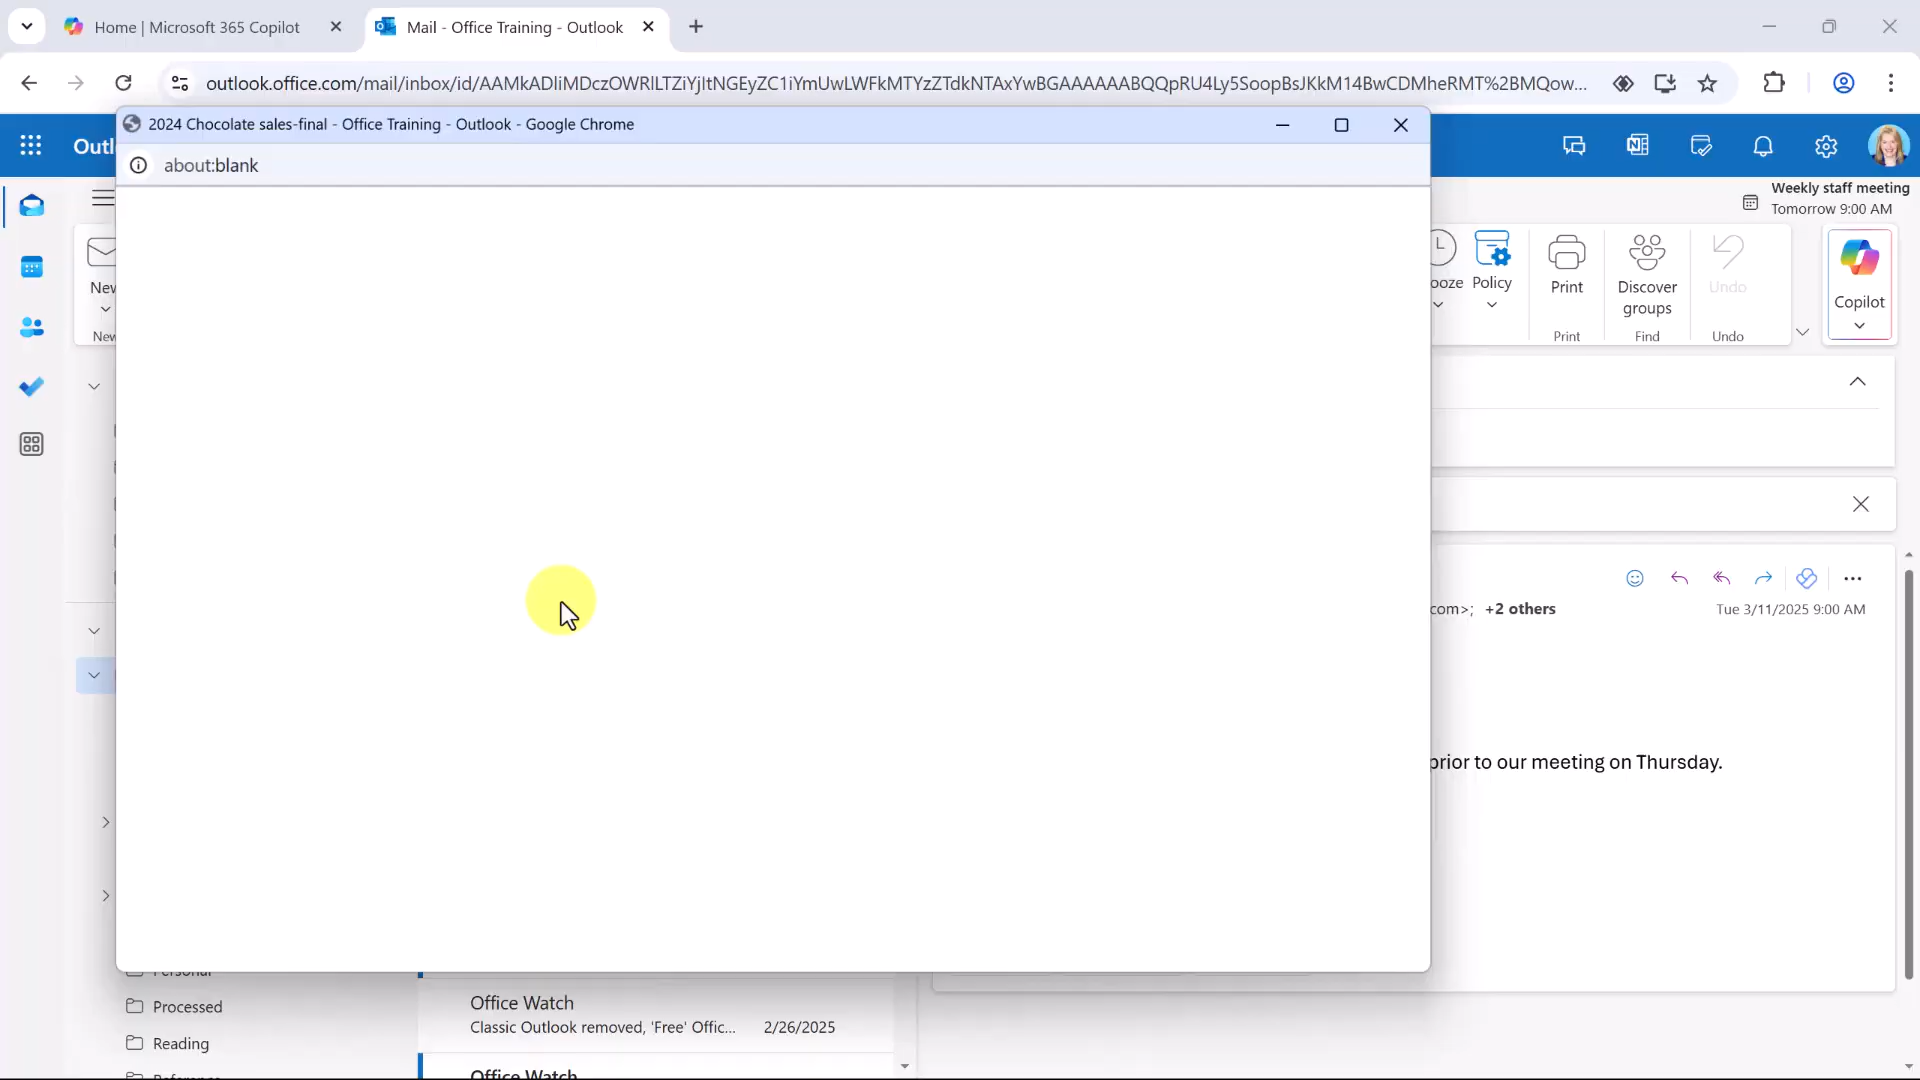 Home | Microsoft 365 Copilot
Mail - Office Training - Outlook
outlook.office.com/mail/inbox/id/AAMkADliMDczOWRlLTZiYjItNGEyZC1iYmUwLWFkMTYzZTdkNTAxYwBGAAAAAABQQpRU4Ly5SoopBsJKkM14BwCDMheRMT%2BMQow...
2024 Chocolate sales-final - Office Training - Outlook - Google Chrome
about:blank
Outl
Weekly staff meeting
Tomorrow 9:00 AM
New
ooze
Policy
Print
Discover
groups
Undo
Copilot
New
Print
Find
Undo
com>; +2 others
Tue 3/11/2025 9:00 AM
prior to our meeting on Thursday.
Personal
Processed
Reading
Office Watch
Classic Outlook removed, 'Free' Offic...
2/26/2025
Office Watch